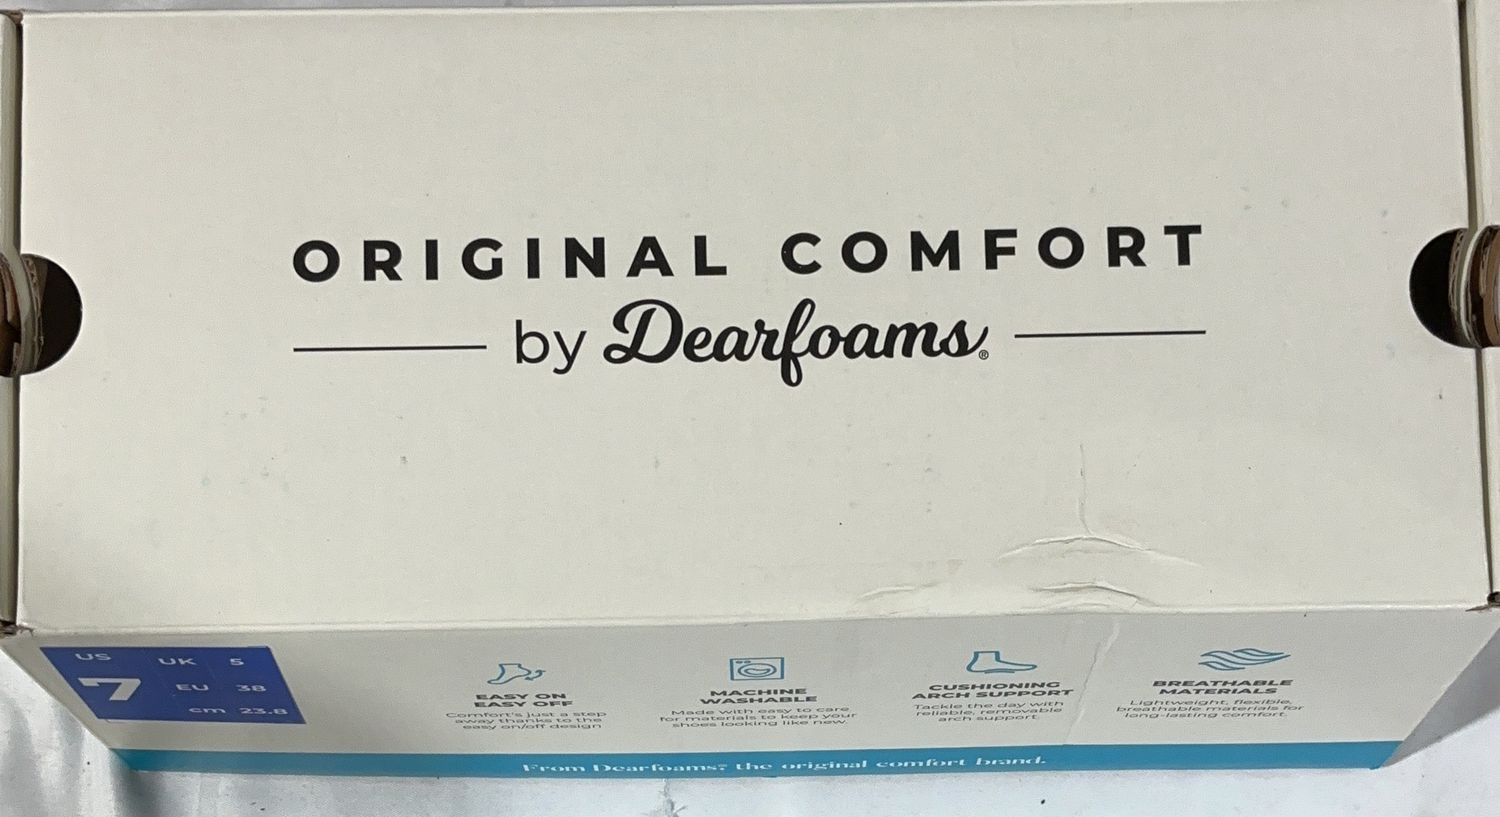 ORIGINAL COMFORT
by Dearfoams®
US
7
UK 5
EU 38
cm 23.8
EASY ON
EASY OFF
Comfort's just a step
away thanks to the
easy on/off design
MACHINE
WASHABLE
Made with easy to care
for materials to keep your
shoes looking like new.
CUSHIONING
ARCH SUPPORT
Tackle the day with
reliable, removable
arch support.
BREATHABLE
MATERIALS
Lightweight, flexible,
breathable materials for
long-lasting comfort.
From Dearfoams® the original comfort brand.